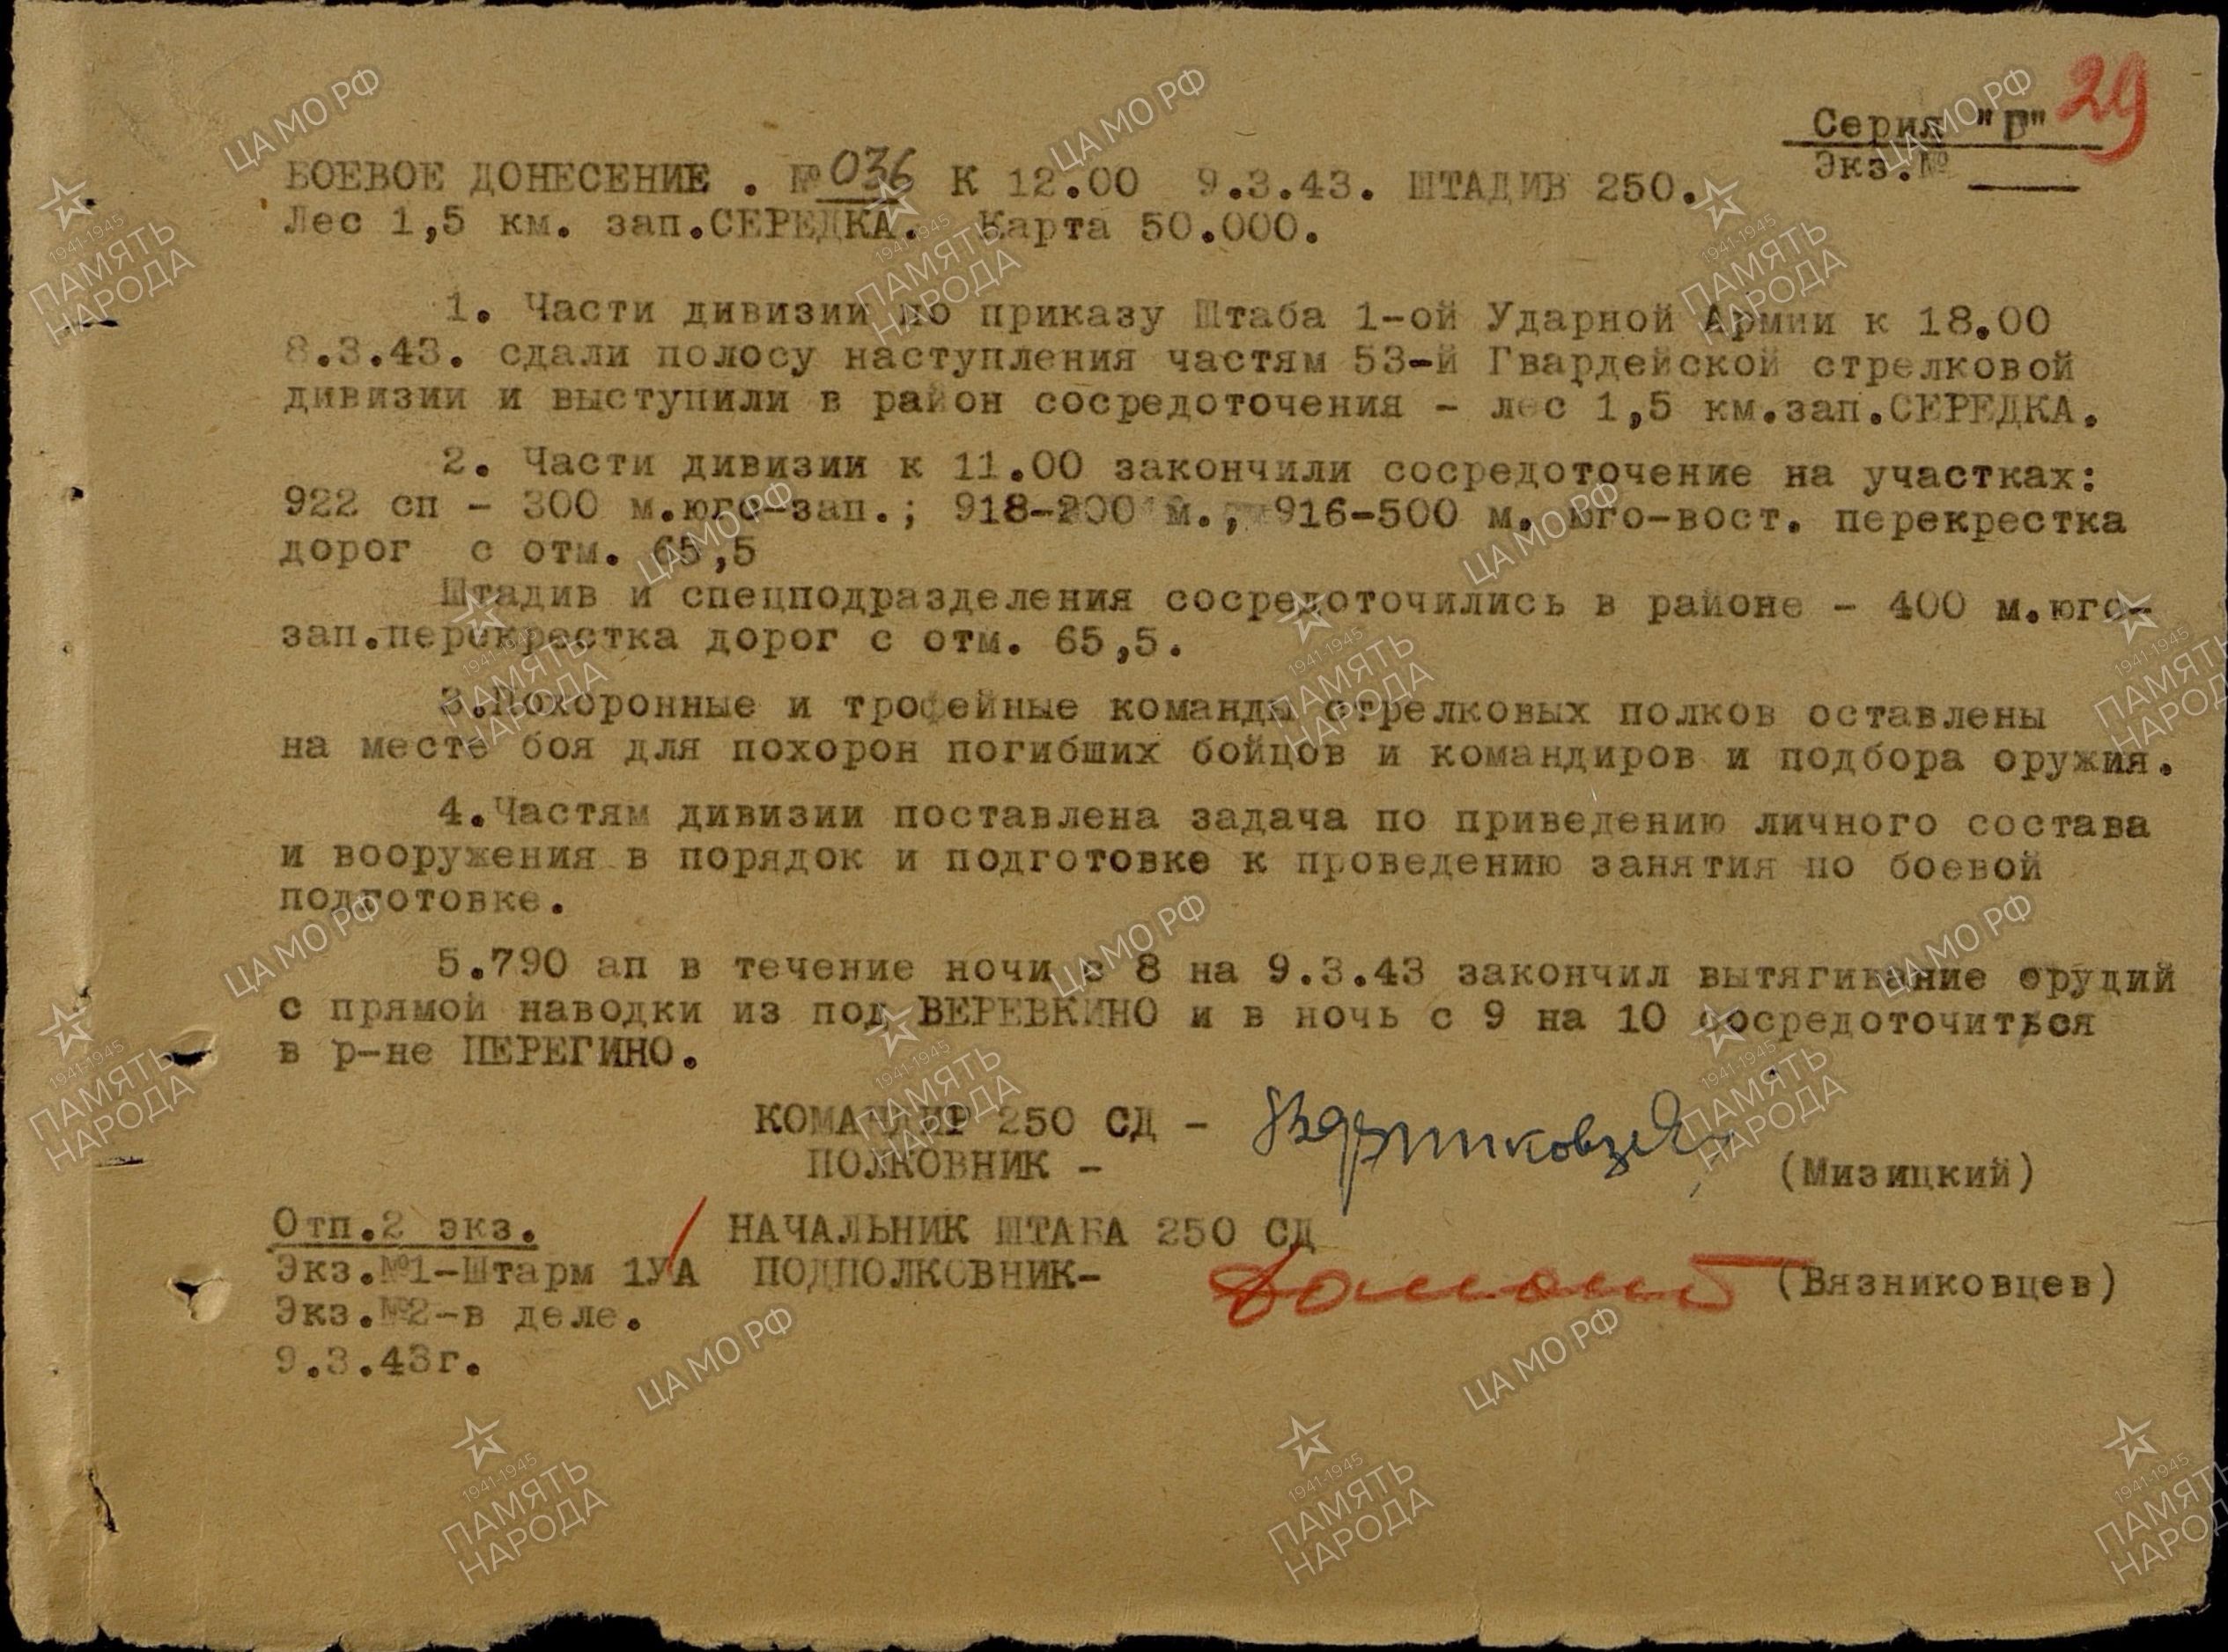 29
Серия "Г"
Экз.№
БОЕВОЕ ДОНЕСЕНИЕ . №036 К 12.00 9.3.43. ШТАДИВ 250.
Лес 1,5 км. зап.СЕРЕДКА. Карта 50.000.
1. Части дивизии по приказу Штаба 1-ой Ударной Армии к 18.00
8.3.43. сдали полосу наступления частям 53-й Гвардейской стрелковой
дивизии и выступили в район сосредоточения - лес 1,5 км.зап.СЕРЕДКА.
2. Части дивизии к 11.00 закончили сосредоточение на участках:
922 сп - 300 м.юго-зап.; 918-200 м., 916-500 м. юго-вост. перекрестка
дорог с отм. 65,5
Штадив и спецподразделения сосредоточились в районе - 400 м.юго-
зап.перекрестка дорог с отм. 65,5.
3.Похоронные и трофейные команды стрелковых полков оставлены
на месте боя для похорон погибших бойцов и командиров и подбора оружия.
4.Частям дивизии поставлена задача по приведению личного состава
и вооружения в порядок и подготовке к проведению занятия по боевой
подготовке.
5.790 ап в течение ночи с 8 на 9.3.43 закончил вытягивание орудий
с прямой наводки из под ВЕРЕВКИНО и в ночь с 9 на 10 сосредоточиться
в р-не ПЕРЕГИНО.
КОМАНДИР 250 СД -
ПОЛКОВНИК - (Мизицкий)
Отп.2 экз. НАЧАЛЬНИК ШТАБА 250 СД
Экз.№1-Штарм 1УА ПОДПОЛКОВНИК- (Вязниковцев)
Экз.№2-в деле.
9.3.43г.
ЦА МО РФ
1941-1945
ПАМЯТЬ
НАРОДА